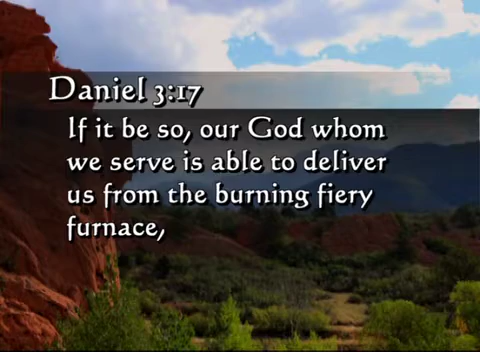 Daniel 3:17
If it be so, our God whom
we serve is able to deliver
us from the burning fiery
furnace,